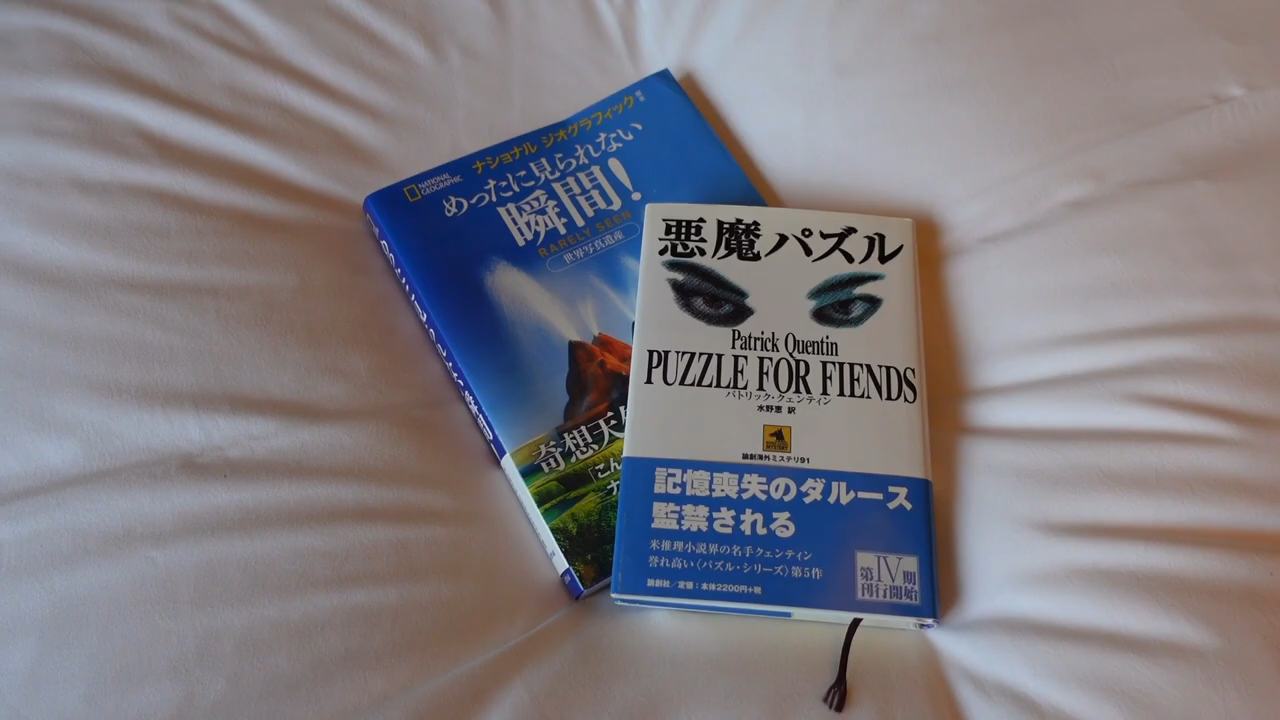 NATIONAL
GEOGRAPHIC
ナショナル ジオグラフィック 編著
めったに見られない
瞬間!
RARELY SEEN
世界写真遺産
奇想天
「こん
ナ
悪魔パズル
Patrick Quentin
PUZZLE FOR FIENDS
パトリック・クェンティン
水野恵 訳
MYSTERY
論創海外ミステリ91
記憶喪失のダルース
監禁される
米推理小説界の名手クェンティン
誉れ高い〈パズル・シリーズ〉第5作
論創社/定価:本体2200円+税
第Ⅳ期
刊行開始